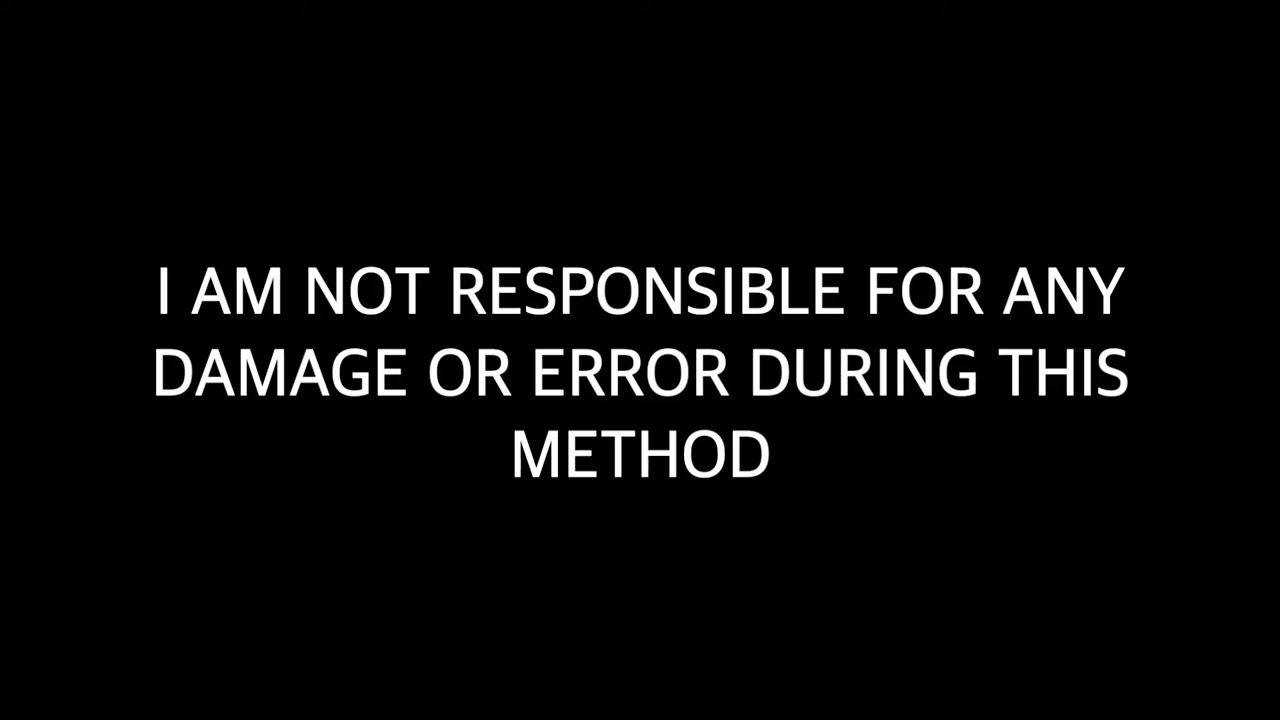 I AM NOT RESPONSIBLE FOR ANY
DAMAGE OR ERROR DURING THIS
METHOD